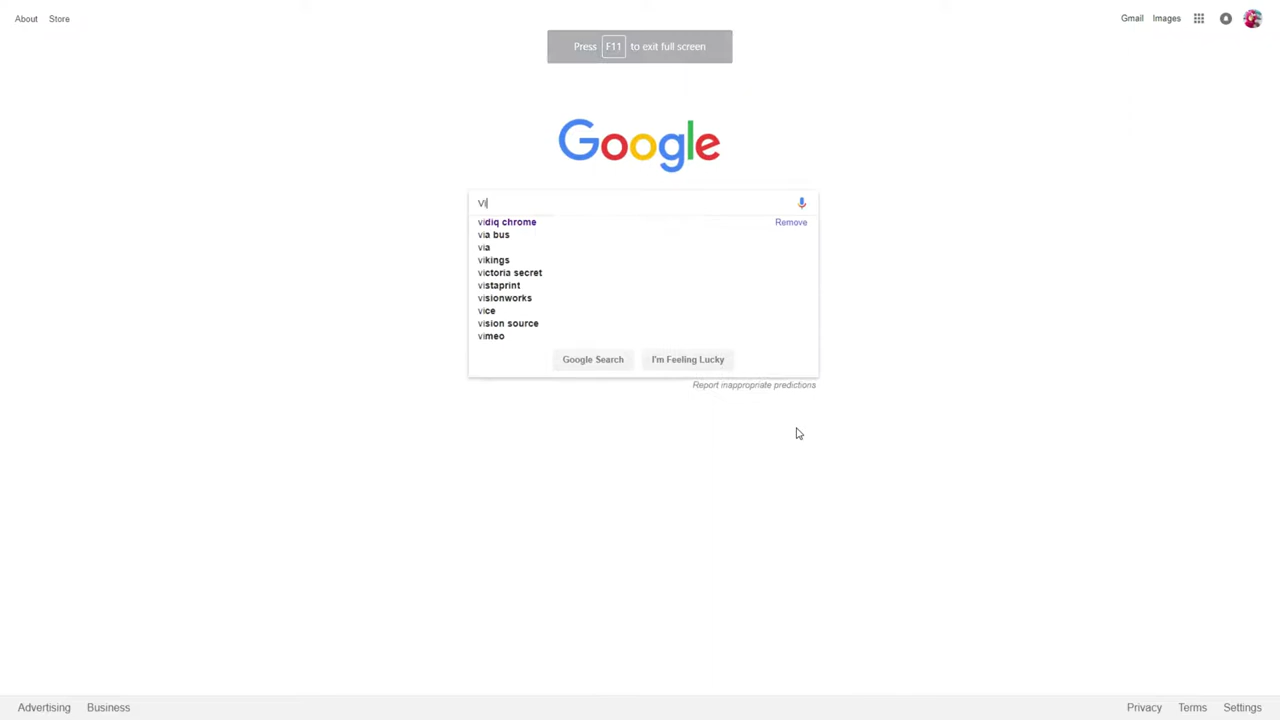 About Store
Gmail Images
Press F11 to exit full screen
Google
Vi
vidiq chrome Remove
via bus
via
vikings
victoria secret
vistaprint
visionworks
vice
vision source
vimeo
Google Search I'm Feeling Lucky
Report inappropriate predictions
Advertising Business
Privacy Terms Settings